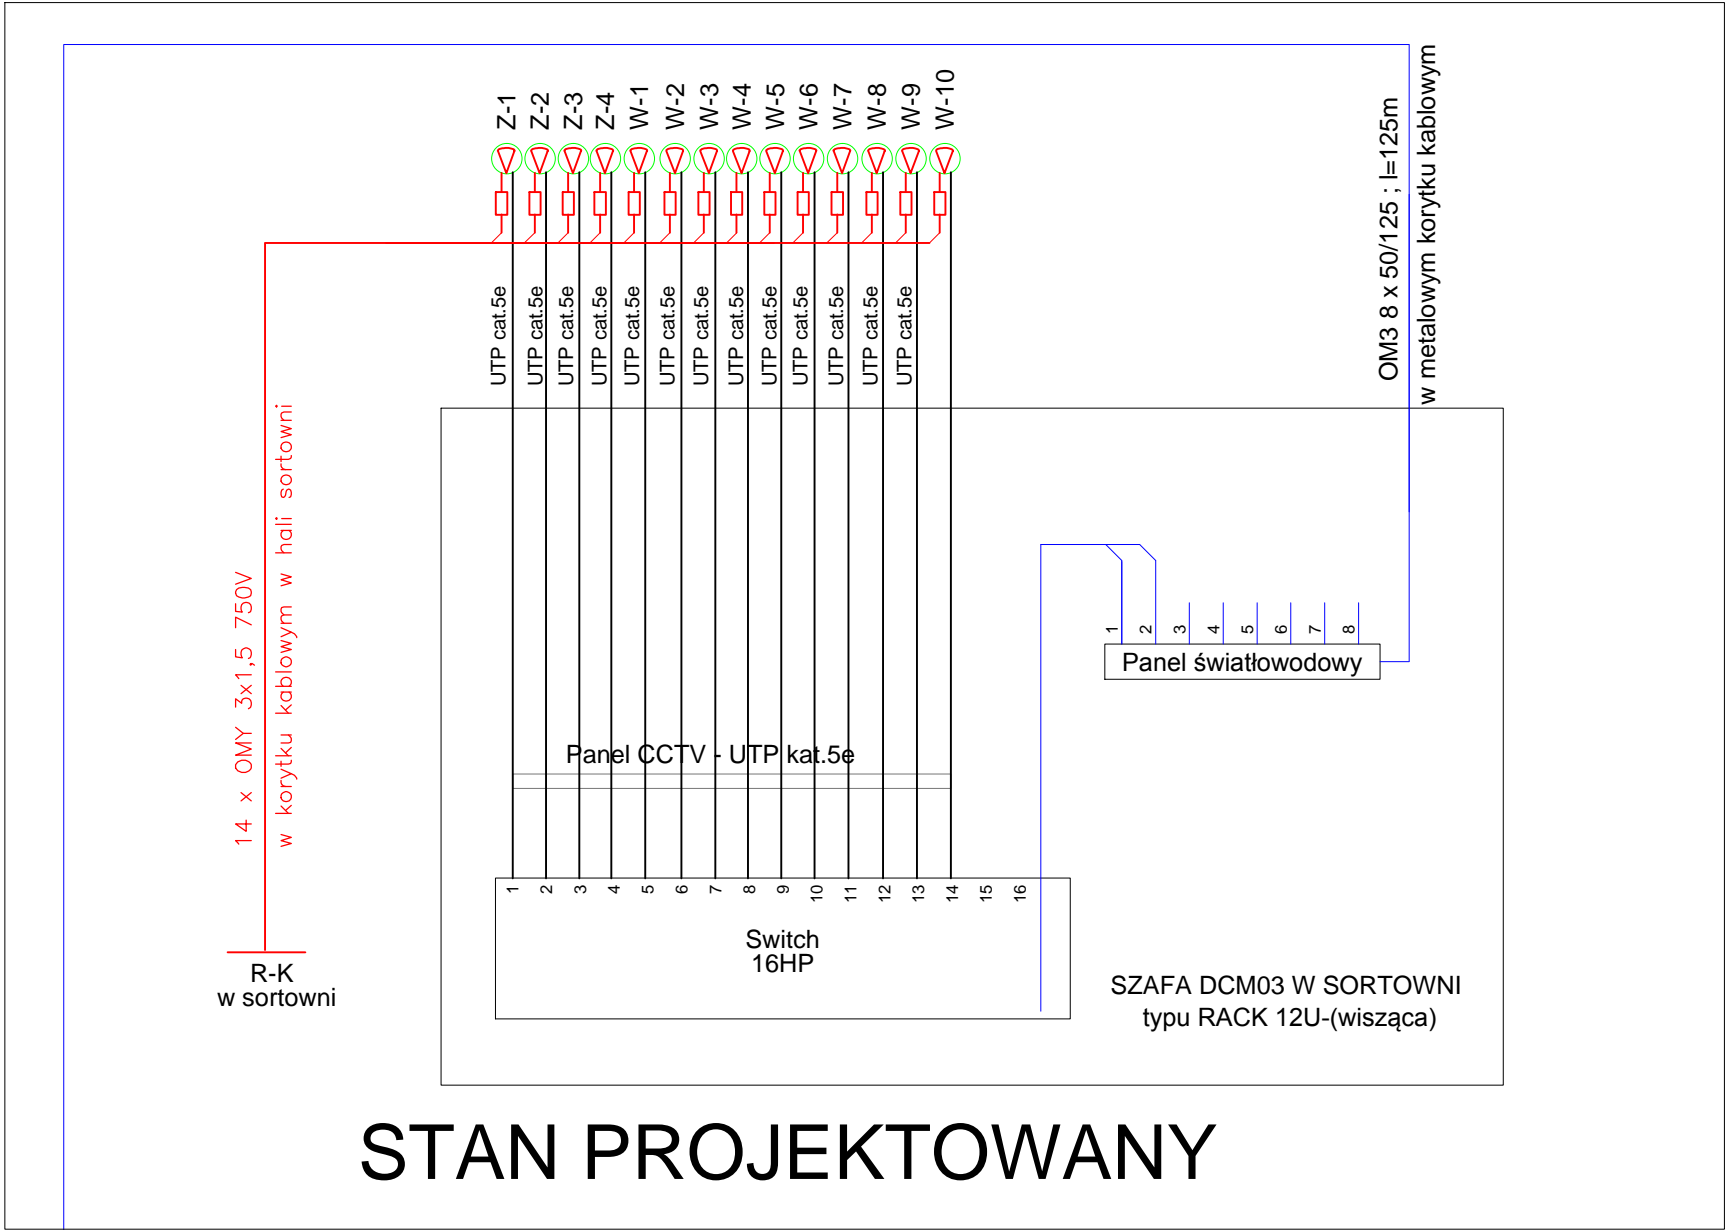 Z-1
Z-2
Z-3
Z-4
W-1
W-2
W-3
W-4
W-5
W-6
W-7
W-8
W-9
W-10
UTP cat.5e
UTP cat.5e
UTP cat.5e
UTP cat.5e
UTP cat.5e
UTP cat.5e
UTP cat.5e
UTP cat.5e
UTP cat.5e
UTP cat.5e
UTP cat.5e
UTP cat.5e
UTP cat.5e
OM3 8 x 50/125 ; l=125m
w metalowym korytku kablowym
14 x OMY 3x1,5 750V
w korytku kablowym w hali sortowni
R-K
w sortowni
1
2
3
4
5
6
7
8
Panel światłowodowy
Panel CCTV - UTP kat.5e
1
2
3
4
5
6
7
8
9
10
11
12
13
14
15
16
Switch
16HP
SZAFA DCM03 W SORTOWNI
typu RACK 12U-(wisząca)
STAN PROJEKTOWANY